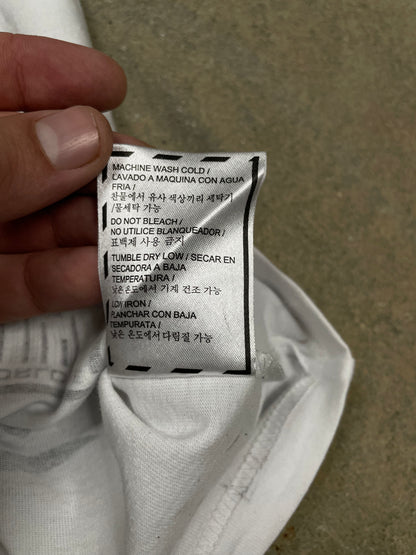 MACHINE WASH COLD /
LAVADO A MAQUINA CON AGUA
FRIA /
찬물에서 유사 색상끼리 세탁기
/물세탁 가능
DO NOT BLEACH /
NO UTILICE BLANQUEADOR/
표백제 사용 금지
TUMBLE DRY LOW / SECAR EN
SECADORA A BAJA
TEMPERATURA /
낮은 온도에서 기계 건조 가능
LOW IRON /
PLANCHAR CON BAJA
TEMPURATA /
낮은 온도에서 다림질 가능